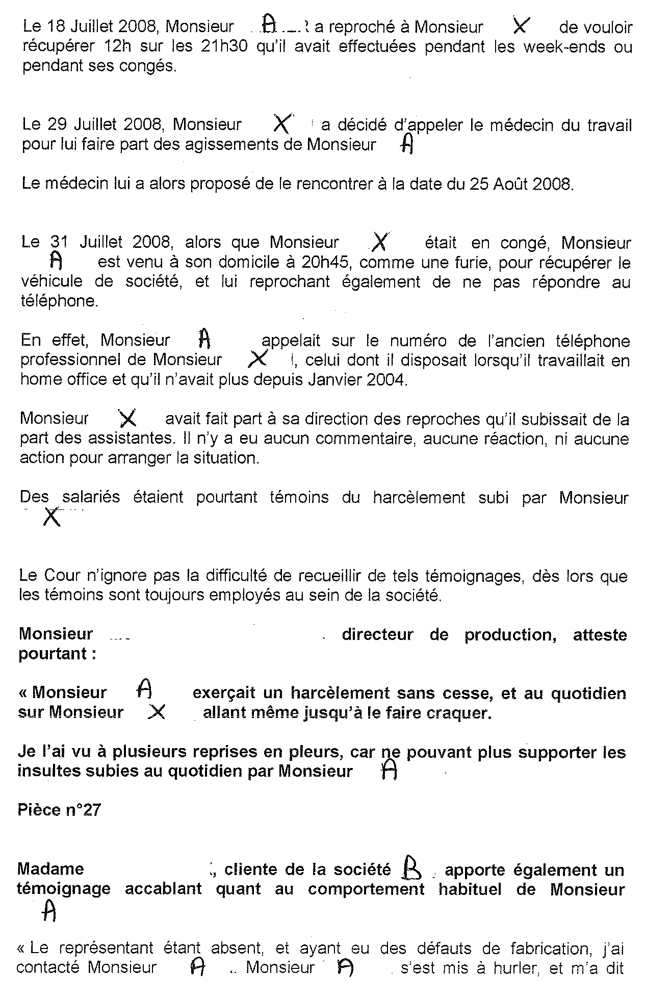 Le 18 Juillet 2008, Monsieur A a reproché à Monsieur X de vouloir
récupérer 12h sur les 21h30 qu'il avait effectuées pendant les week-ends ou
pendant ses congés.
Le 29 Juillet 2008, Monsieur X a décidé d'appeler le médecin du travail
pour lui faire part des agissements de Monsieur A
Le médecin lui a alors proposé de le rencontrer à la date du 25 Août 2008.
Le 31 Juillet 2008, alors que Monsieur X était en congé, Monsieur
A est venu à son domicile à 20h45, comme une furie, pour récupérer le
véhicule de société, et lui reprochant également de ne pas répondre au
téléphone.
En effet, Monsieur A appelait sur le numéro de l'ancien téléphone
professionnel de Monsieur X, celui dont il disposait lorsqu'il travaillait en
home office et qu'il n'avait plus depuis Janvier 2004.
Monsieur X avait fait part à sa direction des reproches qu'il subissait de la
part des assistantes. Il n'y a eu aucun commentaire, aucune réaction, ni aucune
action pour arranger la situation.
Des salariés étaient pourtant témoins du harcèlement subi par Monsieur
X
Le Cour n'ignore pas la difficulté de recueillir de tels témoignages, dès lors que
les témoins sont toujours employés au sein de la société.
Monsieur directeur de production, atteste
pourtant :
« Monsieur A exerçait un harcèlement sans cesse, et au quotidien
sur Monsieur X allant même jusqu'à le faire craquer.
Je l'ai vu à plusieurs reprises en pleurs, car ne pouvant plus supporter les
insultes subies au quotidien par Monsieur A
Pièce n°27
Madame , cliente de la société B apporte également un
témoignage accablant quant au comportement habituel de Monsieur
A
« Le représentant étant absent, et ayant eu des défauts de fabrication, j'ai
contacté Monsieur A. Monsieur A s'est mis à hurler, et m'a dit